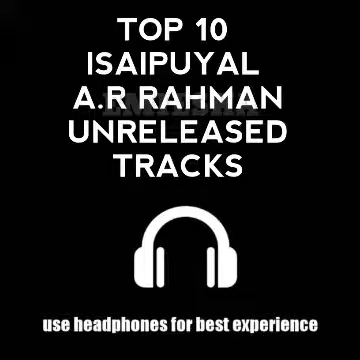 TOP 10
ISAIPUYAL
A.R RAHMAN
UNRELEASED
TRACKS
use headphones for best experience